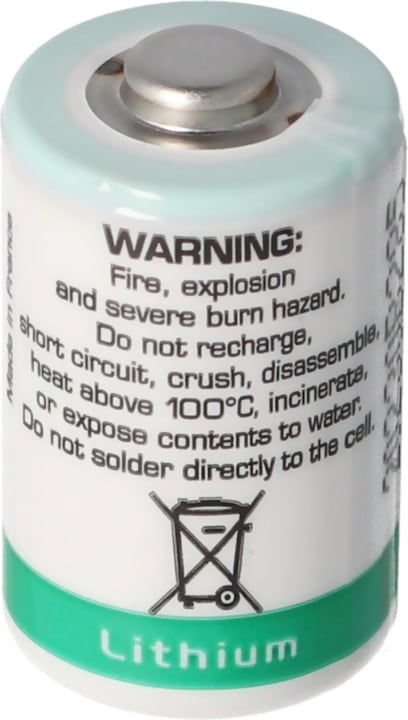 WARNING:
Fire, explosion
and severe burn hazard.
Do not recharge,
short circuit, crush, disassemble,
heat above 100°C, incinerate,
or expose contents to water.
Do not solder directly to the cell.
Made in France
Lithium